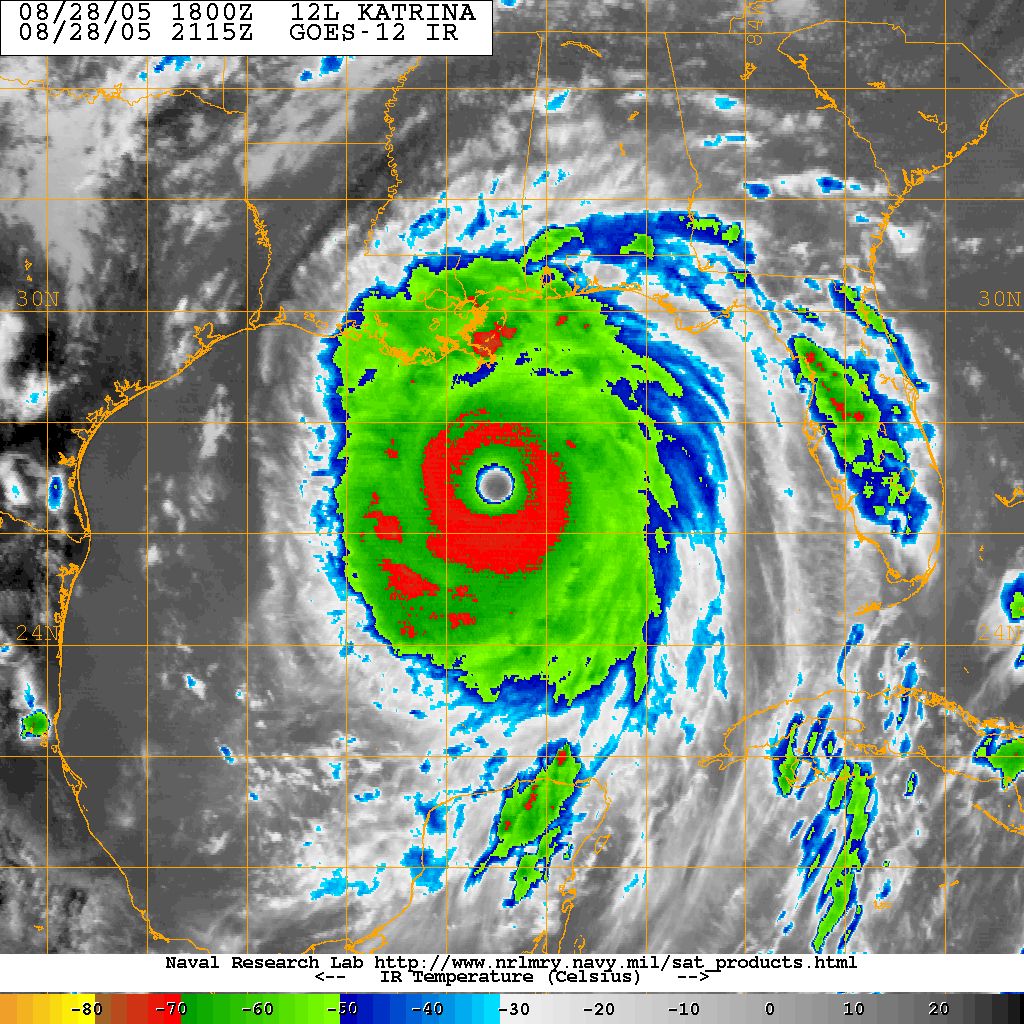 08/28/05 1800Z 12L KATRINA
08/28/05 2115Z GOES-12 IR
84W
30N 30N
24N 24N
Naval Research Lab http://www.nrlmry.navy.mil/sat_products.html
<-- IR Temperature (Celsius) -->
-80 -70 -60 -50 -40 -30 -20 -10 0 10 20